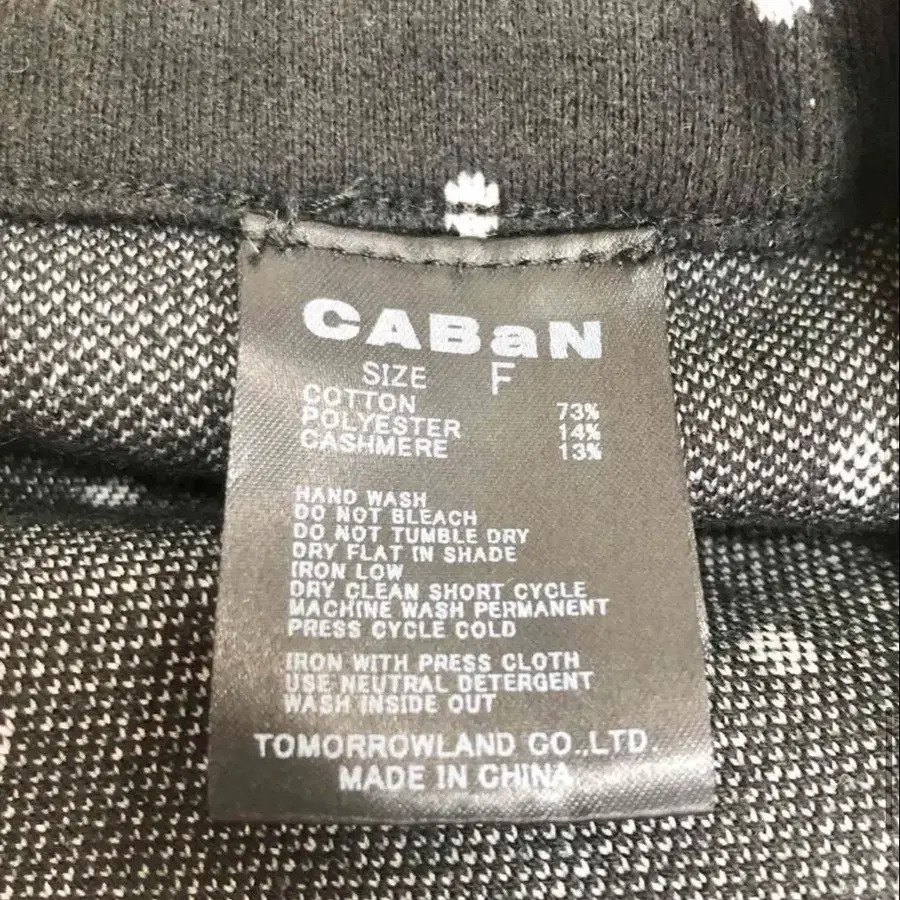 CABaN
SIZE F
COTTON 73%
POLYESTER 14%
CASHMERE 13%
HAND WASH
DO NOT BLEACH
DO NOT TUMBLE DRY
DRY FLAT IN SHADE
IRON LOW
DRY CLEAN SHORT CYCLE
MACHINE WASH PERMANENT
PRESS CYCLE COLD
IRON WITH PRESS CLOTH
USE NEUTRAL DETERGENT
WASH INSIDE OUT
TOMORROWLAND CO.,LTD.
MADE IN CHINA